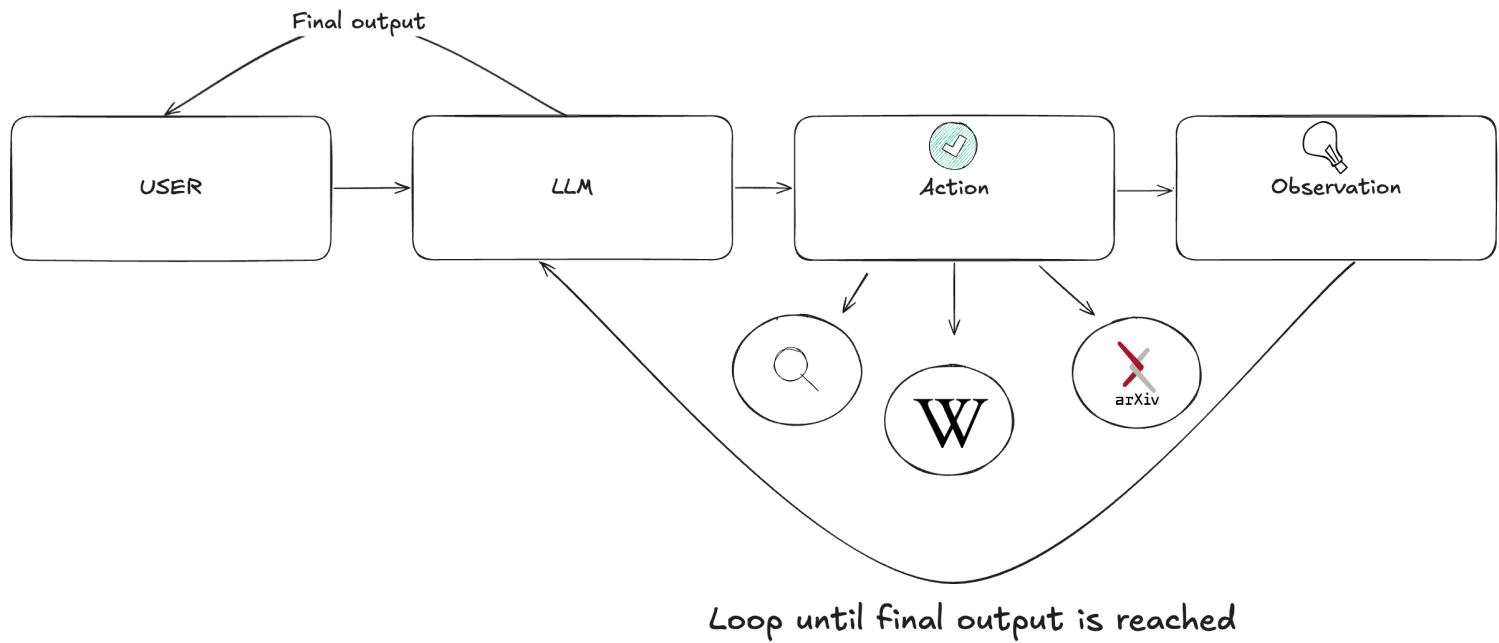 Final output
USER
LLM
Action
Observation
W
arXiv
Loop until final output is reached